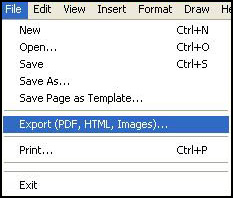 File Edit View Insert Format Draw H
New Ctrl+N
Open... Ctrl+O
Save Ctrl+S
Save As...
Save Page as Template...
Export (PDF, HTML, Images)...
Print... Ctrl+P
Exit